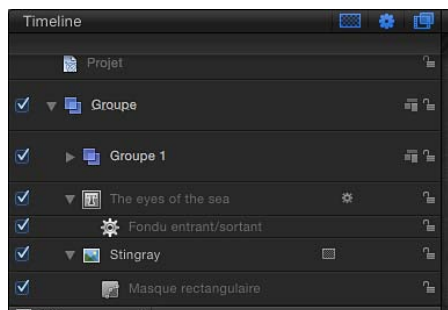 Timeline
Projet
Groupe
Groupe 1
The eyes of the sea
Fondu entrant/sortant
Stingray
Masque rectangulaire